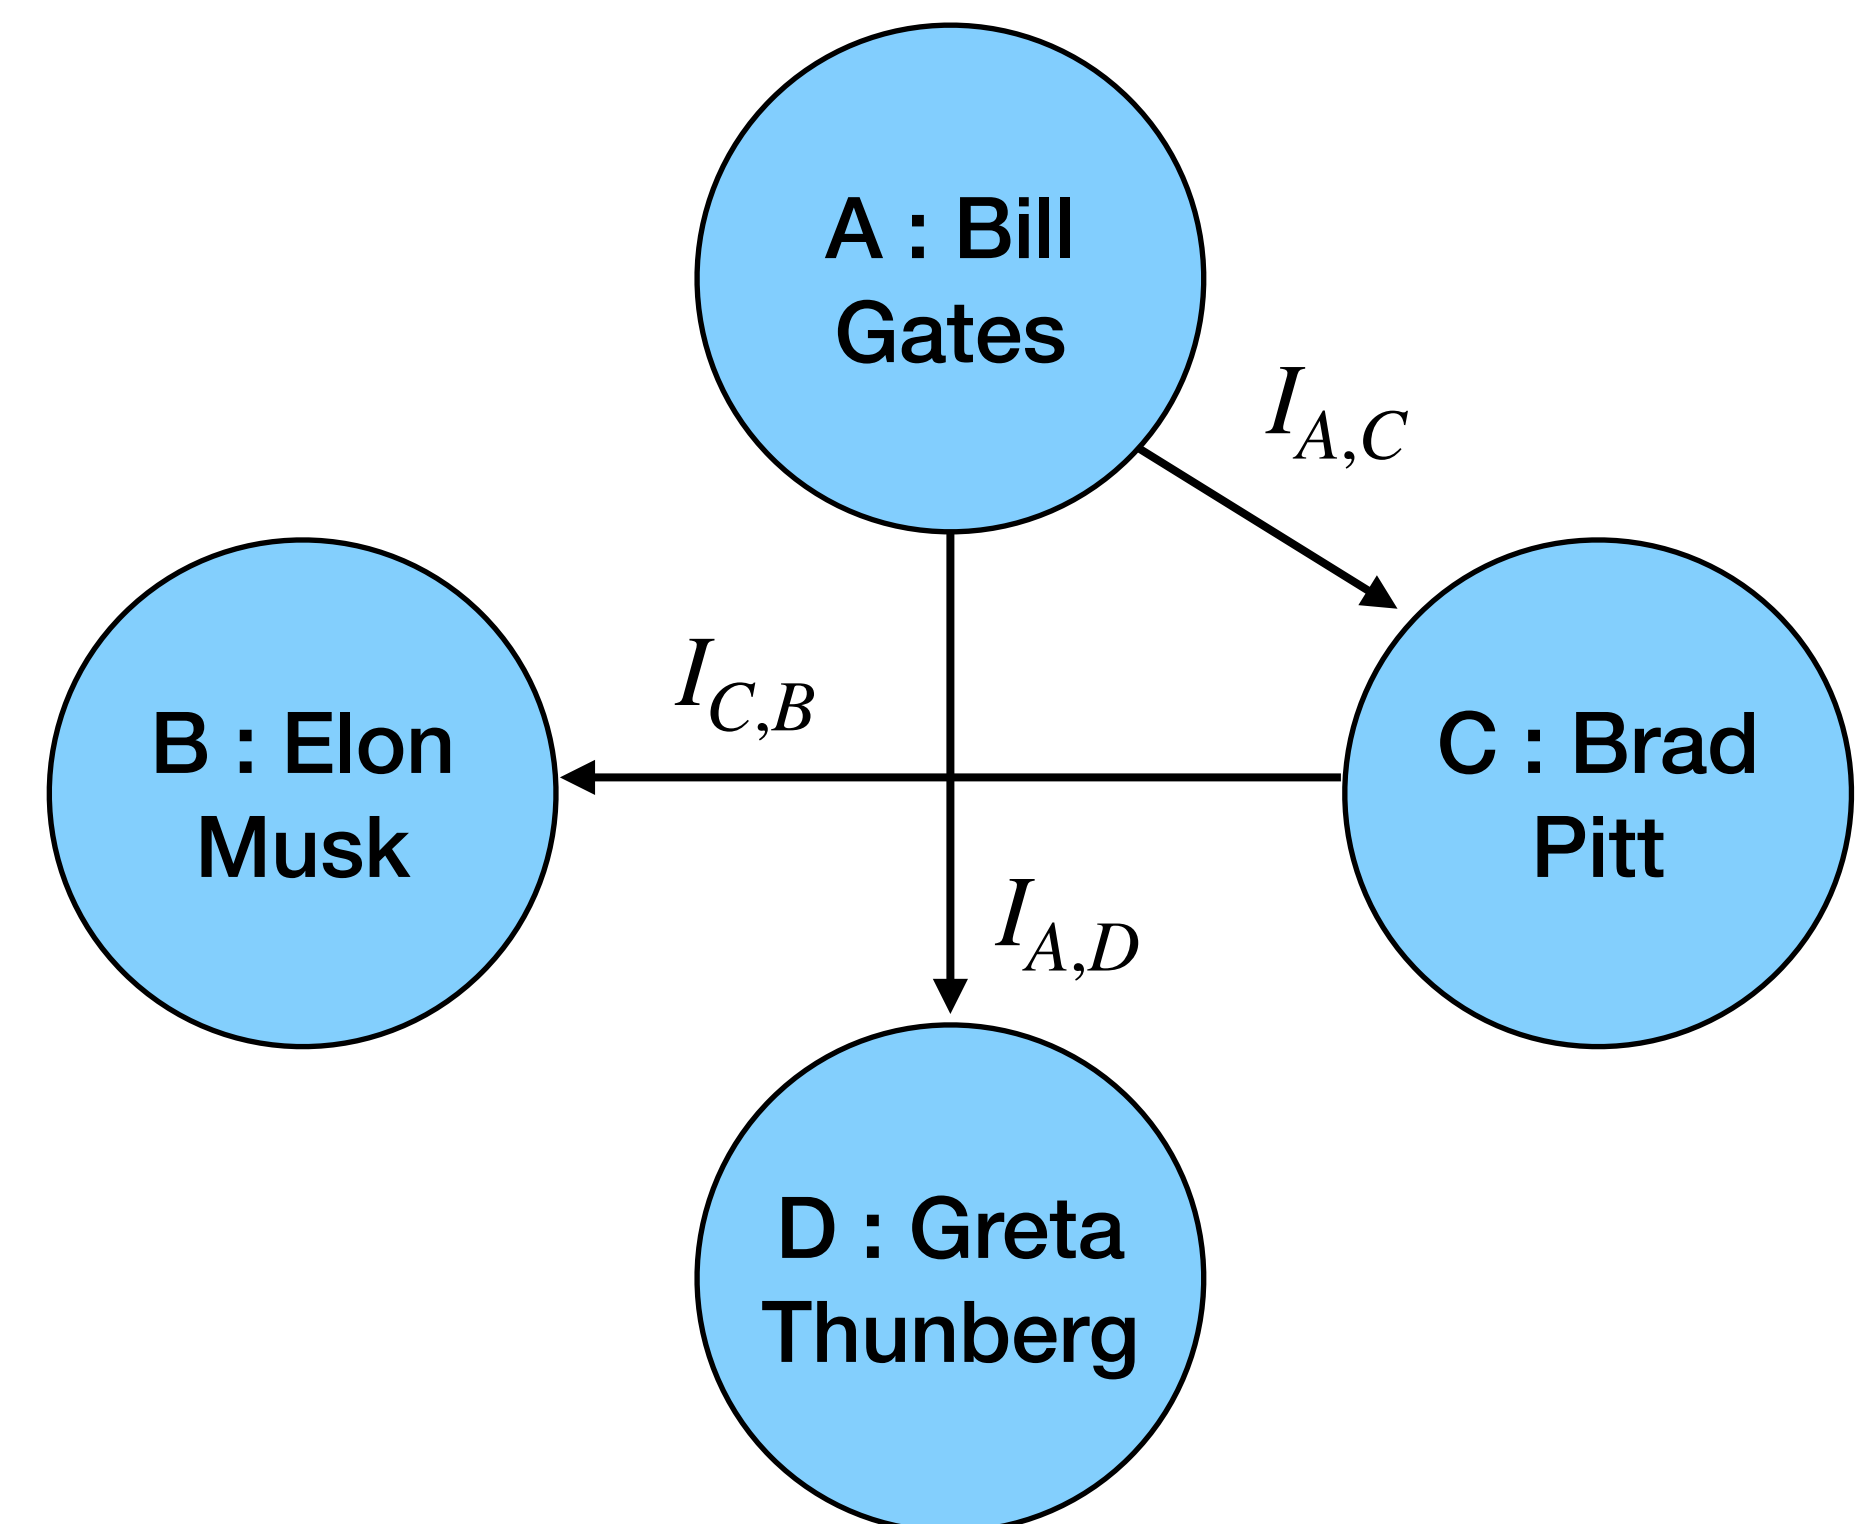 A : Bill
Gates
I_{A,C}
I_{C,B}
B : Elon
Musk
C : Brad
Pitt
I_{A,D}
D : Greta
Thunberg